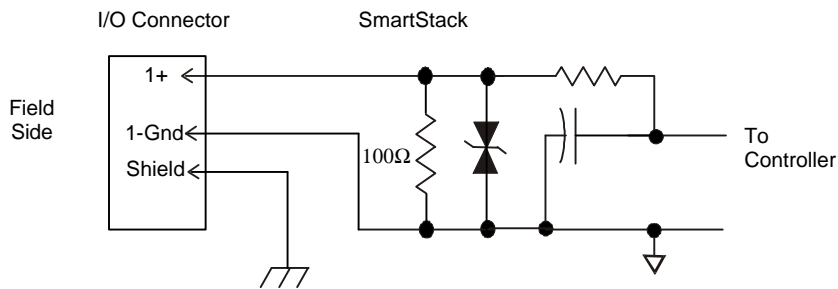 I/O Connector
SmartStack
1+
Field
Side
1-Gnd
Shield
100Ω
To
Controller